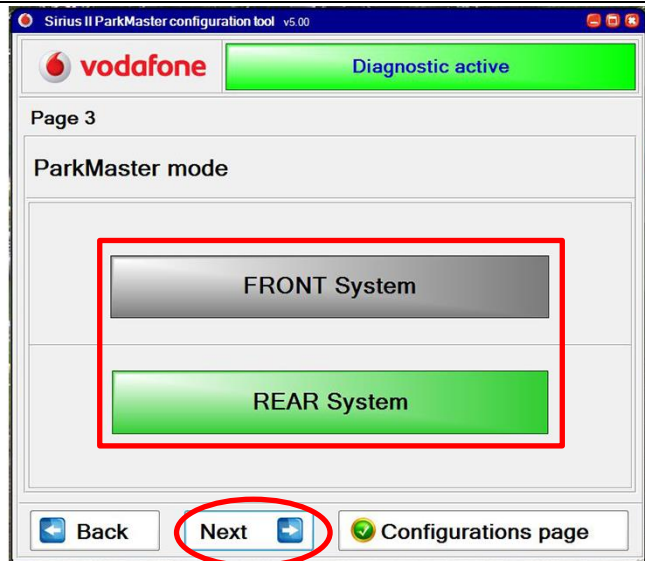 Sirius II ParkMaster configuration tool v5.00
vodafone
Diagnostic active
Page 3
ParkMaster mode
FRONT System
REAR System
Back
Next
Configurations page